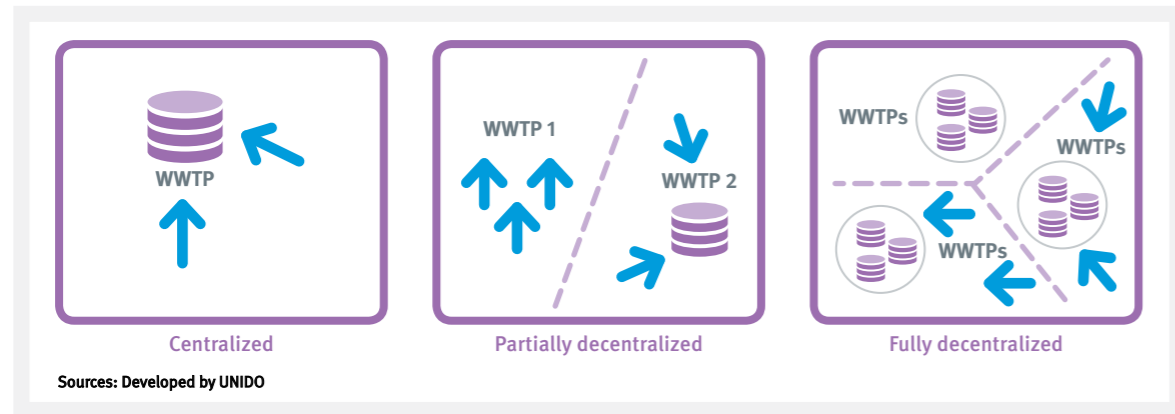 WWTP
Centralized
WWTP 1
WWTP 2
Partially decentralized
WWTPs
WWTPs
WWTPs
Fully decentralized
Sources: Developed by UNIDO